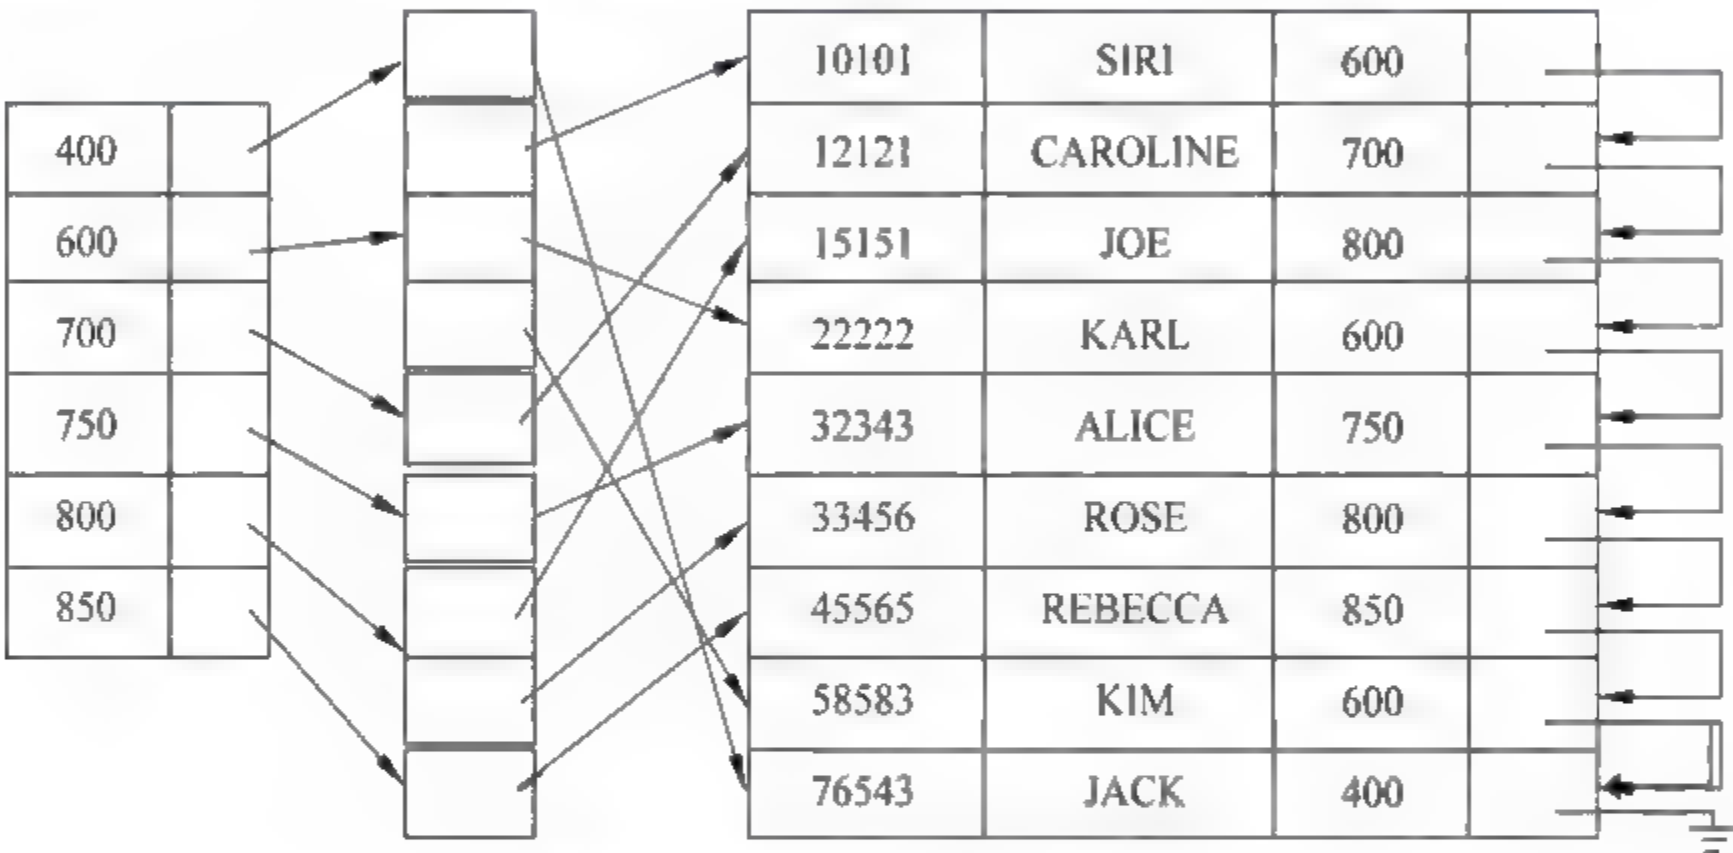 10101 SIRI 600
400 12121 CAROLINE 700
600 15151 JOE 800
700 22222 KARL 600
750 32343 ALICE 750
800 33456 ROSE 800
850 45565 REBECCA 850
58583 KIM 600
76543 JACK 400